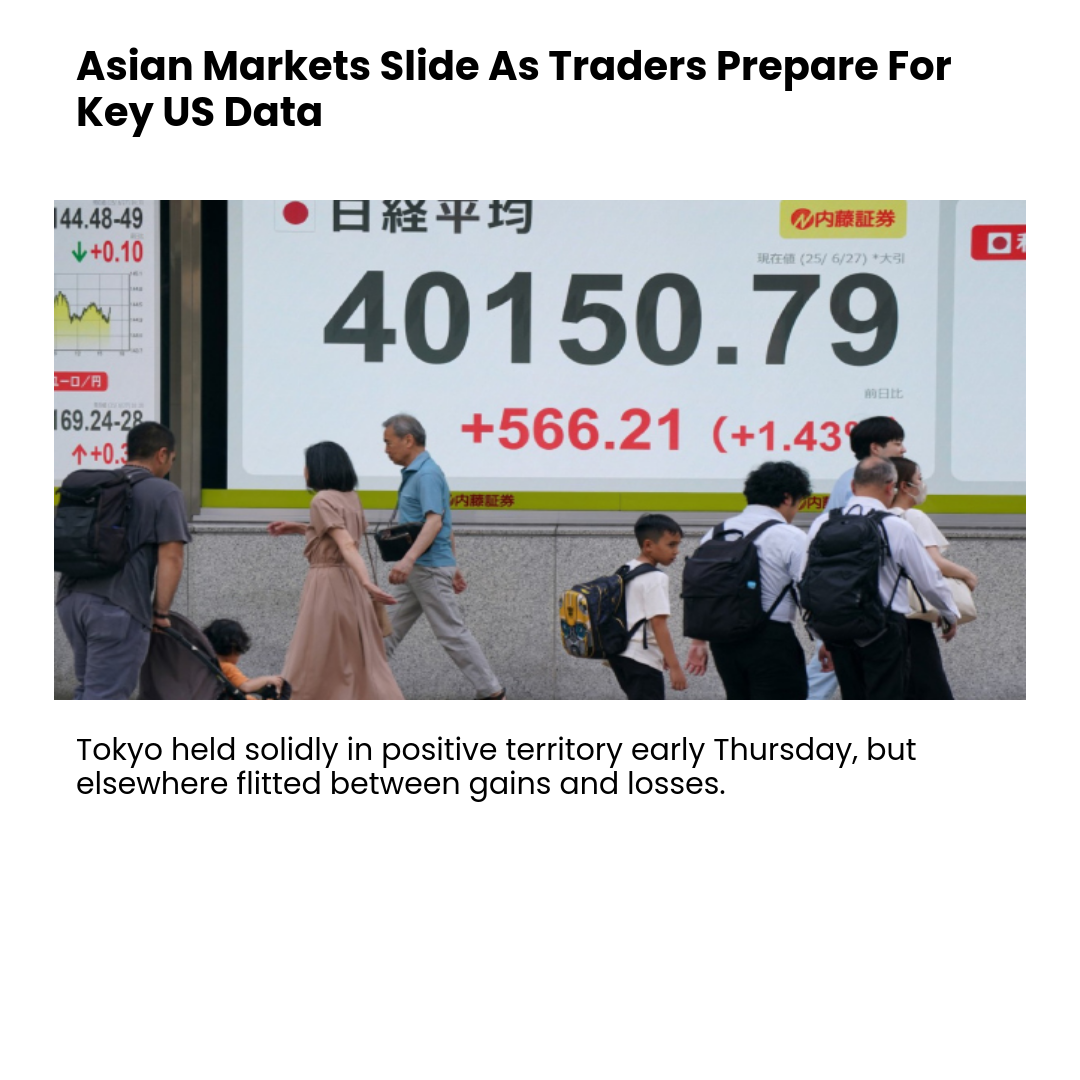 Asian Markets Slide As Traders Prepare For
Key US Data
144.48-49
+0.10
日経平均
内藤証券
現在値 (25/ 6/27) *大引
40150.79
ユーロ/円
169.24-28
前日比
+566.21 (+1.43%
内藤証券
Tokyo held solidly in positive territory early Thursday, but
elsewhere flitted between gains and losses.